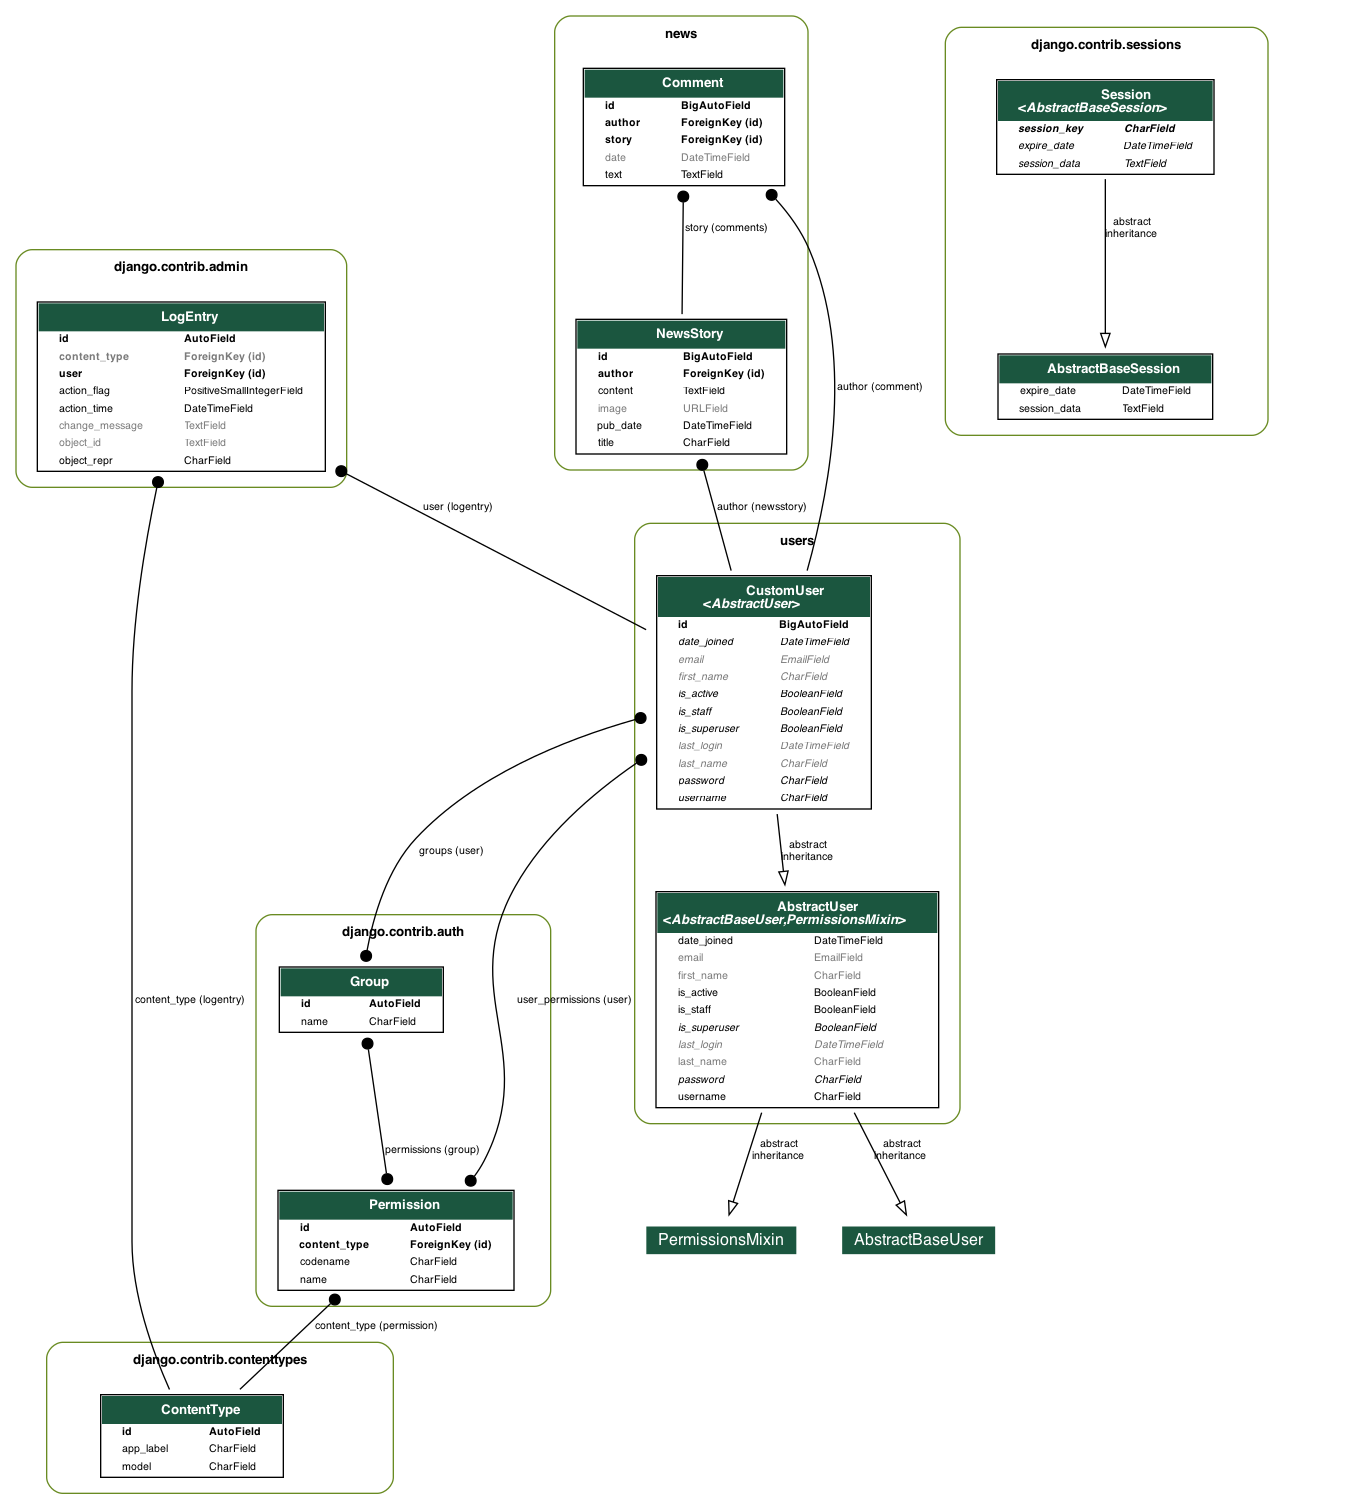 news
Comment
id BigAutoField
author ForeignKey (id)
story ForeignKey (id)
date DateTimeField
text TextField
story (comments)
NewsStory
id BigAutoField
author ForeignKey (id)
content TextField
image URLField
pub_date DateTimeField
title CharField
author (comment)
author (newsstory)
django.contrib.sessions
Session
<AbstractBaseSession>
session_key CharField
expire_date DateTimeField
session_data TextField
abstract
inheritance
AbstractBaseSession
expire_date DateTimeField
session_data TextField
django.contrib.admin
LogEntry
id AutoField
content_type ForeignKey (id)
user ForeignKey (id)
action_flag PositiveSmallIntegerField
action_time DateTimeField
change_message TextField
object_id TextField
object_repr CharField
user (logentry)
users
CustomUser
<AbstractUser>
id BigAutoField
date_joined DateTimeField
email EmailField
first_name CharField
is_active BooleanField
is_staff BooleanField
is_superuser BooleanField
last_login DateTimeField
last_name CharField
password CharField
username CharField
abstract
inheritance
AbstractUser
<AbstractBaseUser,PermissionsMixin>
date_joined DateTimeField
email EmailField
first_name CharField
is_active BooleanField
is_staff BooleanField
is_superuser BooleanField
last_login DateTimeField
last_name CharField
password CharField
username CharField
abstract
inheritance
abstract
inheritance
PermissionsMixin
AbstractBaseUser
groups (user)
user_permissions (user)
content_type (logentry)
django.contrib.auth
Group
id AutoField
name CharField
permissions (group)
Permission
id AutoField
content_type ForeignKey (id)
codename CharField
name CharField
content_type (permission)
django.contrib.contenttypes
ContentType
id AutoField
app_label CharField
model CharField